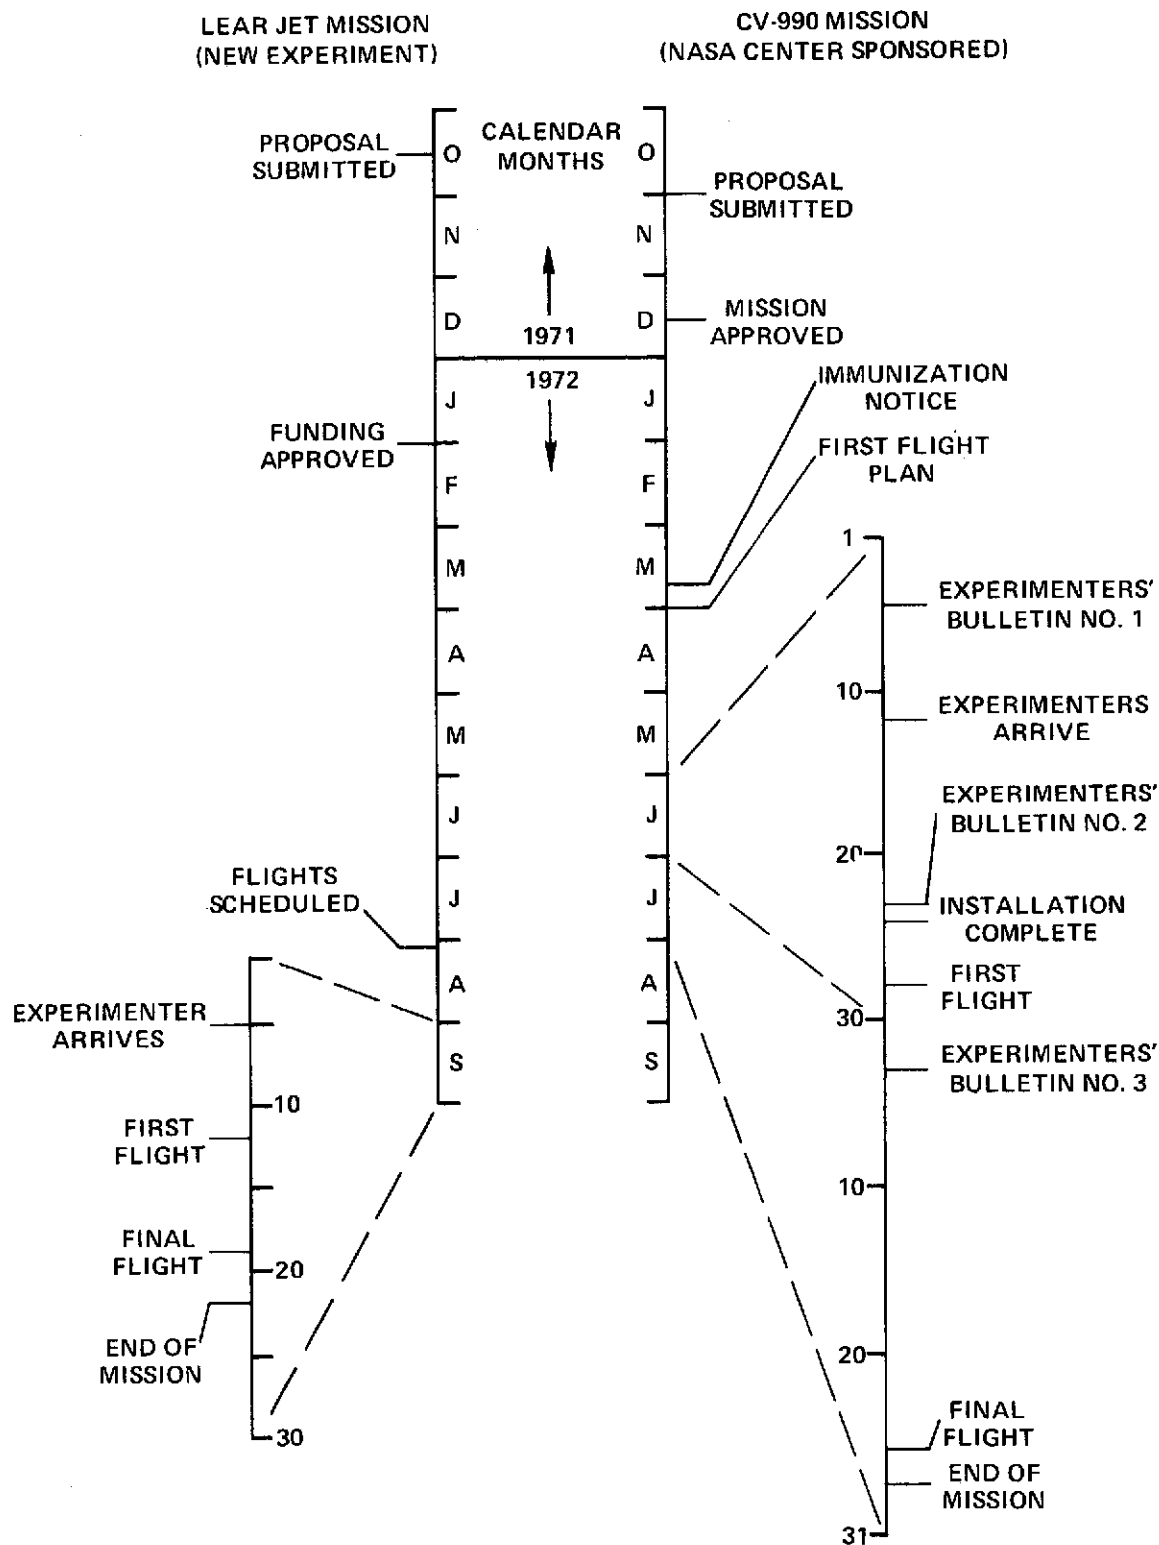 LEAR JET MISSION
(NEW EXPERIMENT)
CV-990 MISSION
(NASA CENTER SPONSORED)
CALENDAR
MONTHS
1971
1972
PROPOSAL
SUBMITTED
FUNDING
APPROVED
FLIGHTS
SCHEDULED
O
N
D
J
F
M
A
M
J
J
A
S
EXPERIMENTER
ARRIVES
10
FIRST
FLIGHT
FINAL
FLIGHT
20
END OF
MISSION
30
O
N
D
J
F
M
A
M
J
J
A
S
PROPOSAL
SUBMITTED
MISSION
APPROVED
IMMUNIZATION
NOTICE
FIRST FLIGHT
PLAN
1
EXPERIMENTERS'
BULLETIN NO. 1
10
EXPERIMENTERS
ARRIVE
EXPERIMENTERS'
BULLETIN NO. 2
20
INSTALLATION
COMPLETE
FIRST
FLIGHT
30
EXPERIMENTERS'
BULLETIN NO. 3
10
20
FINAL
FLIGHT
END OF
MISSION
31